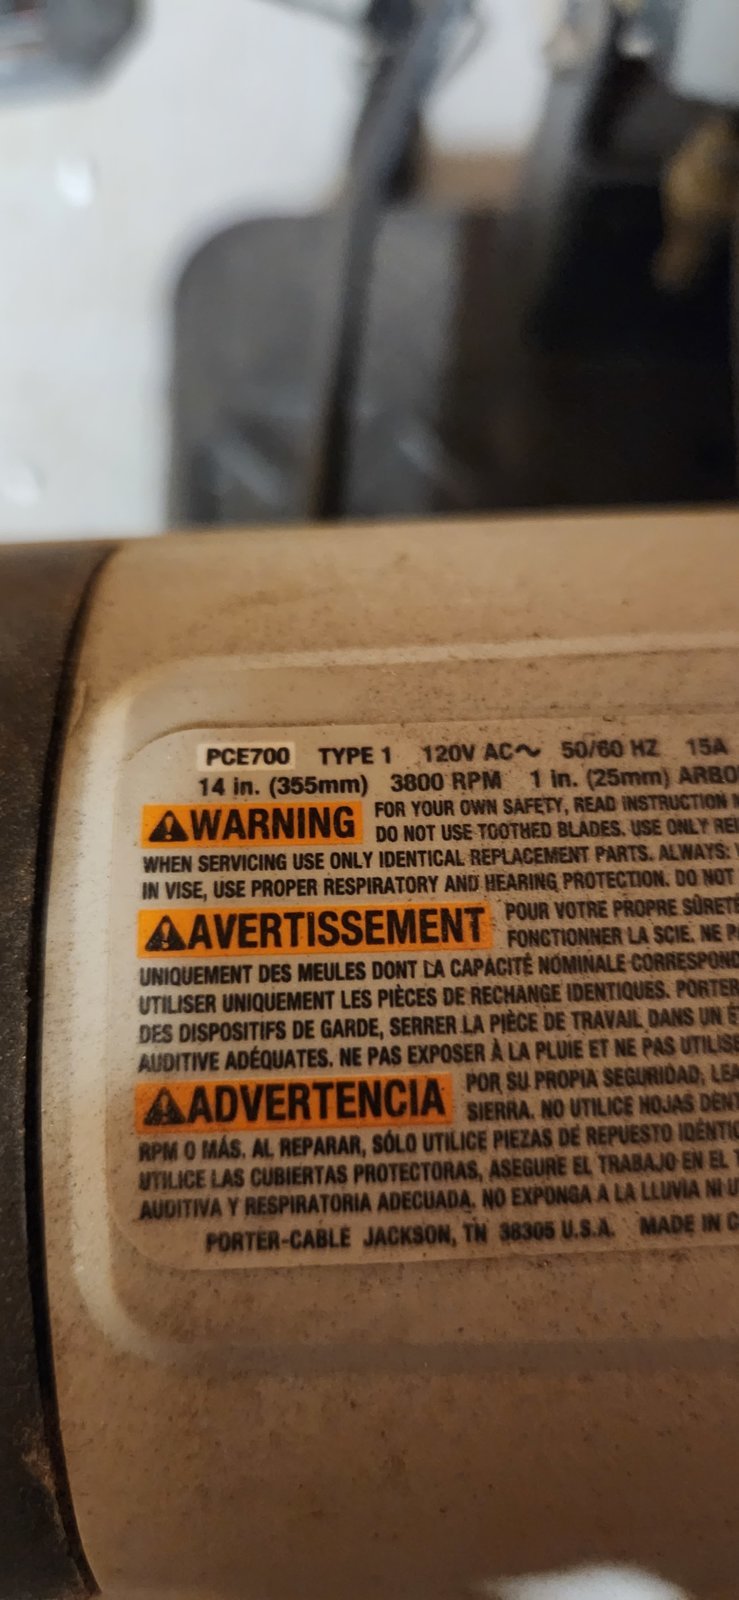 PCE700 TYPE 1 120V AC~ 50/60 HZ 15A
14 in. (355mm) 3800 RPM 1 in. (25mm) ARBO
⚠WARNING FOR YOUR OWN SAFETY, READ INSTRUCTION
DO NOT USE TOOTHED BLADES. USE ONLY REI
WHEN SERVICING USE ONLY IDENTICAL REPLACEMENT PARTS. ALWAYS:
IN VISE, USE PROPER RESPIRATORY AND HEARING PROTECTION. DO NOT
⚠AVERTISSEMENT POUR VOTRE PROPRE SÛRETÉ
FONCTIONNER LA SCIE. NE P
UNIQUEMENT DES MEULES DONT LA CAPACITÉ NOMINALE CORRESPOND
UTILISER UNIQUEMENT LES PIÈCES DE RECHANGE IDENTIQUES. PORTER
DES DISPOSITIFS DE GARDE, SERRER LA PIÈCE DE TRAVAIL DANS UN É
AUDITIVE ADÉQUATES. NE PAS EXPOSER À LA PLUIE ET NE PAS UTILISE
⚠ADVERTENCIA POR SU PROPIA SEGURIDAD, LEA
SIERRA. NO UTILICE HOJAS DENT
RPM O MÁS. AL REPARAR, SÓLO UTILICE PIEZAS DE REPUESTO IDÉNTIC
UTILICE LAS CUBIERTAS PROTECTORAS, ASEGURE EL TRABAJO EN EL
AUDITIVA Y RESPIRATORIA ADECUADA. NO EXPONGA A LA LLUVIA NI U
PORTER-CABLE JACKSON, TN 38305 U.S.A. MADE IN C